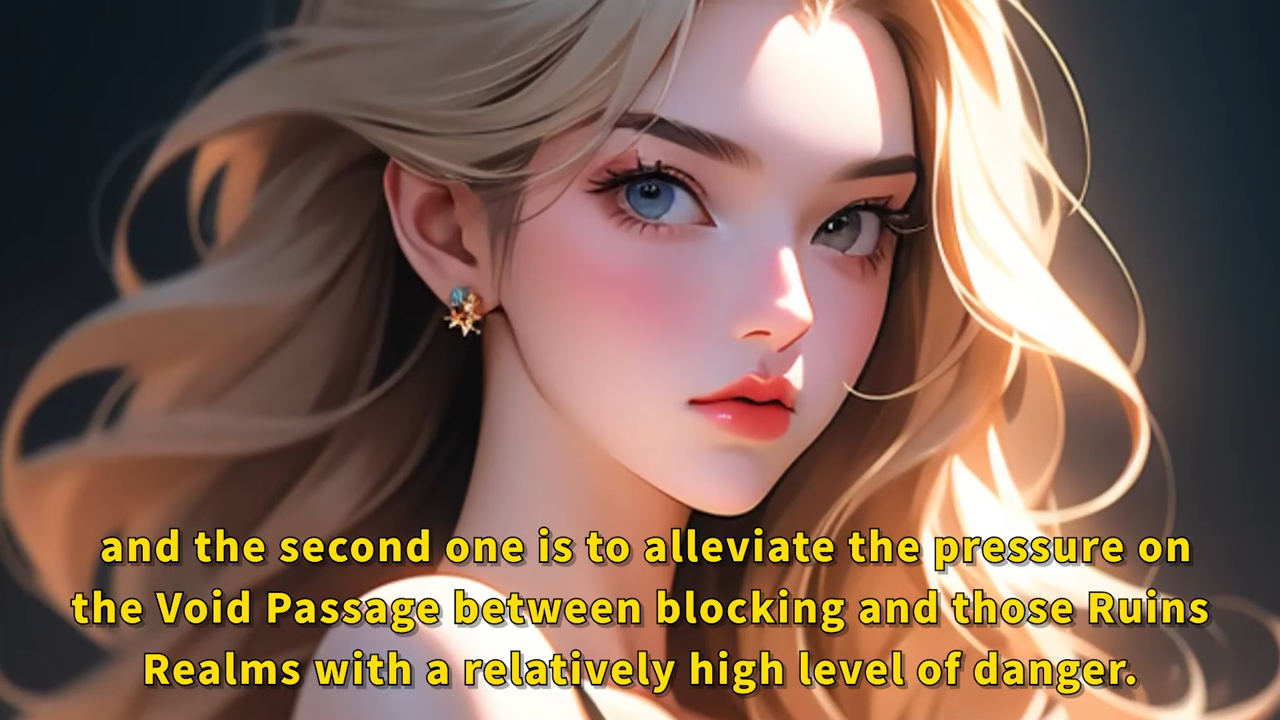 and the second one is to alleviate the pressure on
the Void Passage between blocking and those Ruins
Realms with a relatively high level of danger.